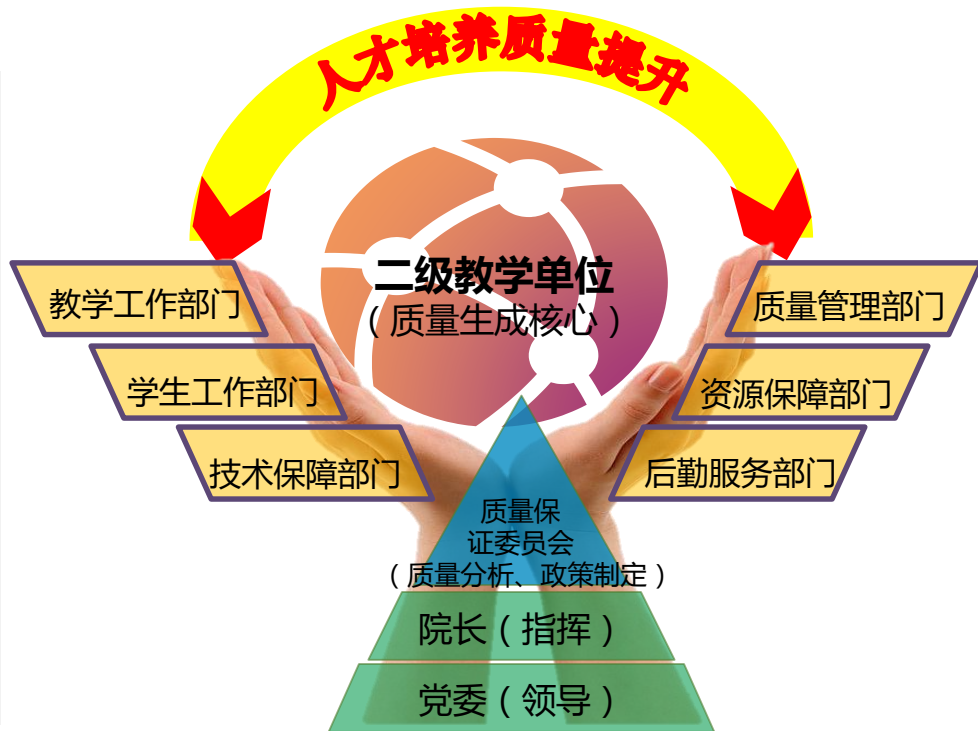 人才培养质量提升
二级教学单位
（质量生成核心）
教学工作部门
质量管理部门
学生工作部门
资源保障部门
技术保障部门
后勤服务部门
质量保
证委员会
（质量分析、政策制定）
院长（指挥）
党委（领导）